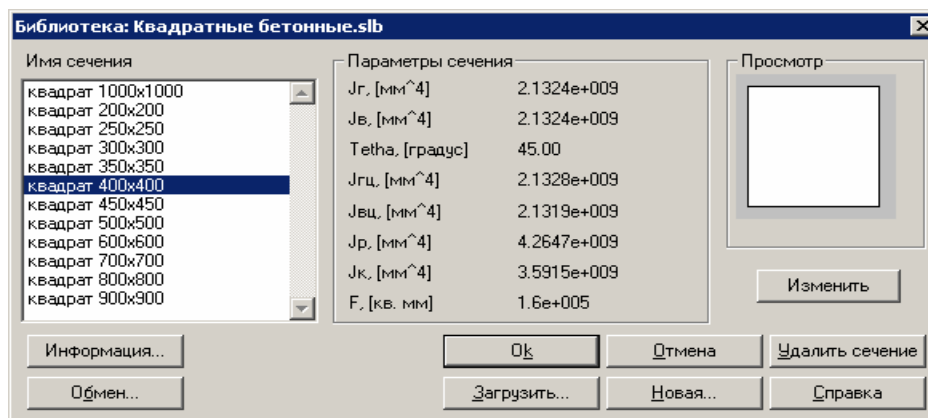 Библиотека: Квадратные бетонные.slb
Имя сечения
квадрат 1000x1000
квадрат 200x200
квадрат 250x250
квадрат 300x300
квадрат 350x350
квадрат 400x400
квадрат 450x450
квадрат 500x500
квадрат 600x600
квадрат 700x700
квадрат 800x800
квадрат 900x900
Параметры сечения
Jг, [мм^4] 2.1324e+009
Jв, [мм^4] 2.1324e+009
Tetha, [градус] 45.00
Jгц, [мм^4] 2.1328e+009
Jвц, [мм^4] 2.1319e+009
Jр, [мм^4] 4.2647e+009
Jк, [мм^4] 3.5915e+009
F, [кв. мм] 1.6e+005
Просмотр
Изменить
Информация... Ok Отмена Удалить сечение
Обмен... Загрузить... Новая... Справка